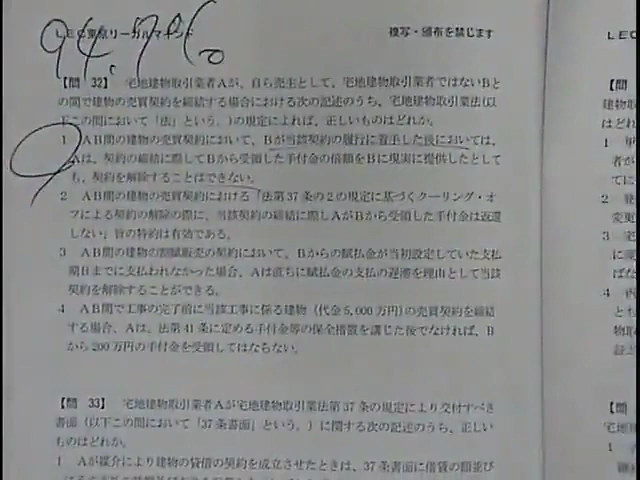 94.7%
LEC東京リーガルマインド 複写・頒布を禁じます
【問 32】 宅地建物取引業者Aが、自ら売主として、宅地建物取引業者ではないBと
の間で建物の売買契約を締結する場合における次の記述のうち、宅地建物取引業法(以
下この問において「法」という。)の規定によれば、正しいものはどれか。
1 AB間の建物の売買契約において、Bが当該契約の履行に着手した後においては、
Aは、契約の締結に際してBから受領した手付金の倍額をBに現実に提供したとして
も、契約を解除することはできない。
2 AB間の建物の売買契約における「法第37条の2の規定に基づくクーリング・オ
フによる契約の解除の際に、当該契約の締結に際しAがBから受領した手付金は返還
しない」旨の特約は有効である。
3 AB間の建物の割賦販売の契約において、Bからの賦払金が当初設定していた支払
期日までに支払われなかった場合、Aは直ちに賦払金の支払の遅滞を理由として当該
契約を解除することができる。
4 AB間で工事の完了前に当該工事に係る建物(代金5,000万円)の売買契約を締結
する場合、Aは、法第41条に定める手付金等の保全措置を講じた後でなければ、B
から200万円の手付金を受領してはならない。
【問 33】 宅地建物取引業者Aが宅地建物取引業法第37条の規定により交付すべき
書面(以下この問において「37条書面」という。)に関する次の記述のうち、正しい
ものはどれか。
1 Aが媒介により建物の貸借の契約を成立させたときは、37条書面に借賃の額並び
LEC
【問